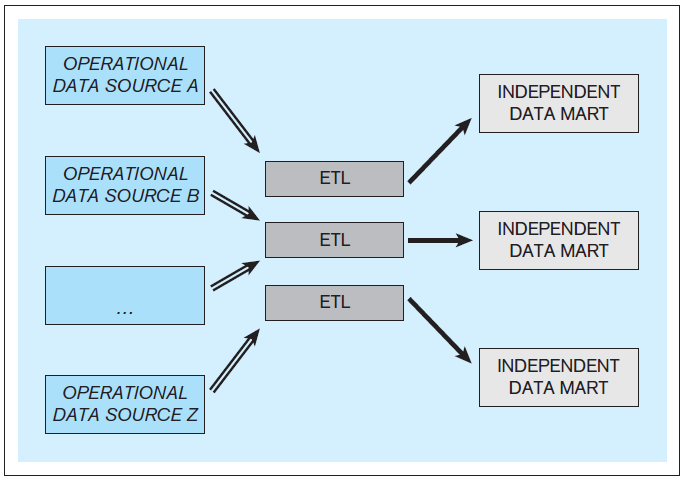 OPERATIONAL
DATA SOURCE A
OPERATIONAL
DATA SOURCE B
...
OPERATIONAL
DATA SOURCE Z
ETL
ETL
ETL
INDEPENDENT
DATA MART
INDEPENDENT
DATA MART
INDEPENDENT
DATA MART